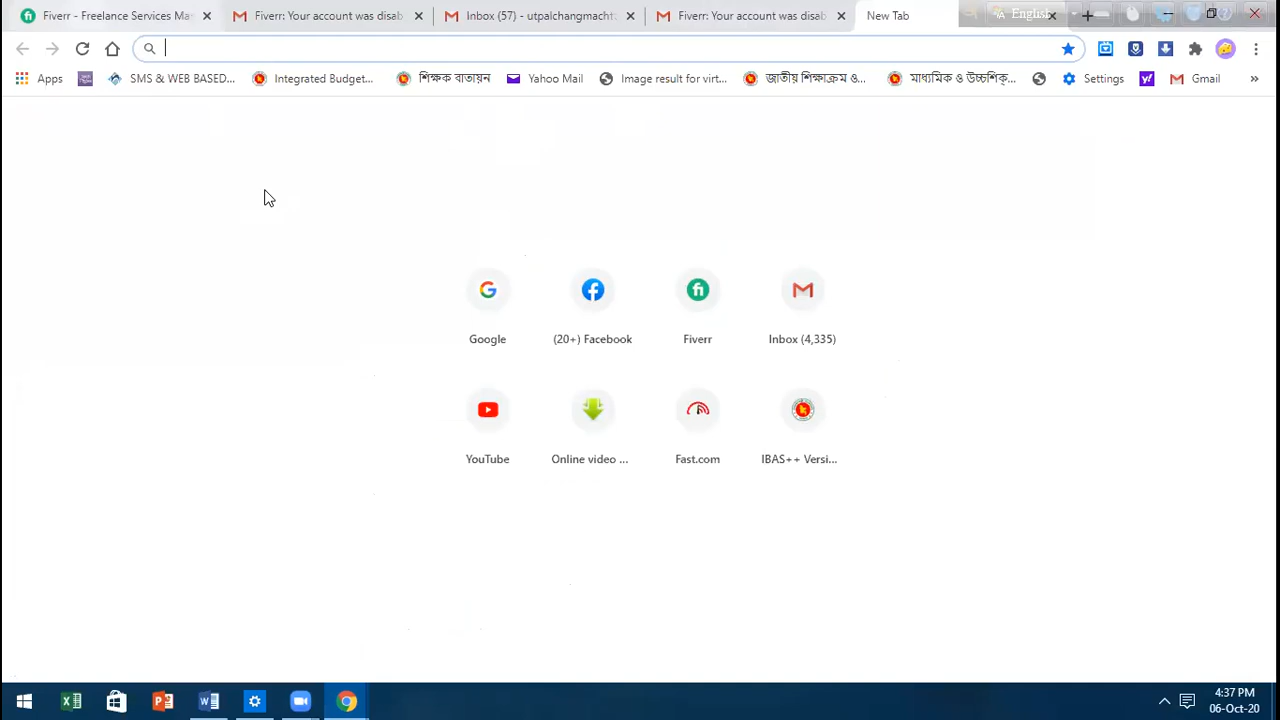 Fiverr - Freelance Services Ma
Fiverr: Your account was disab
Inbox (57) - utpalchangmacht
Fiverr: Your account was disab
New Tab
English
Apps
SMS & WEB BASED...
Integrated Budget...
শিক্ষক বাতায়ন
Yahoo Mail
Image result for virt...
জাতীয় শিক্ষাক্রম ও...
মাধ্যমিক ও উচ্চশিক্...
Settings
Gmail
Google
(20+) Facebook
Fiverr
Inbox (4,335)
YouTube
Online video ...
Fast.com
IBAS++ Versi...
4:37 PM
06-Oct-20